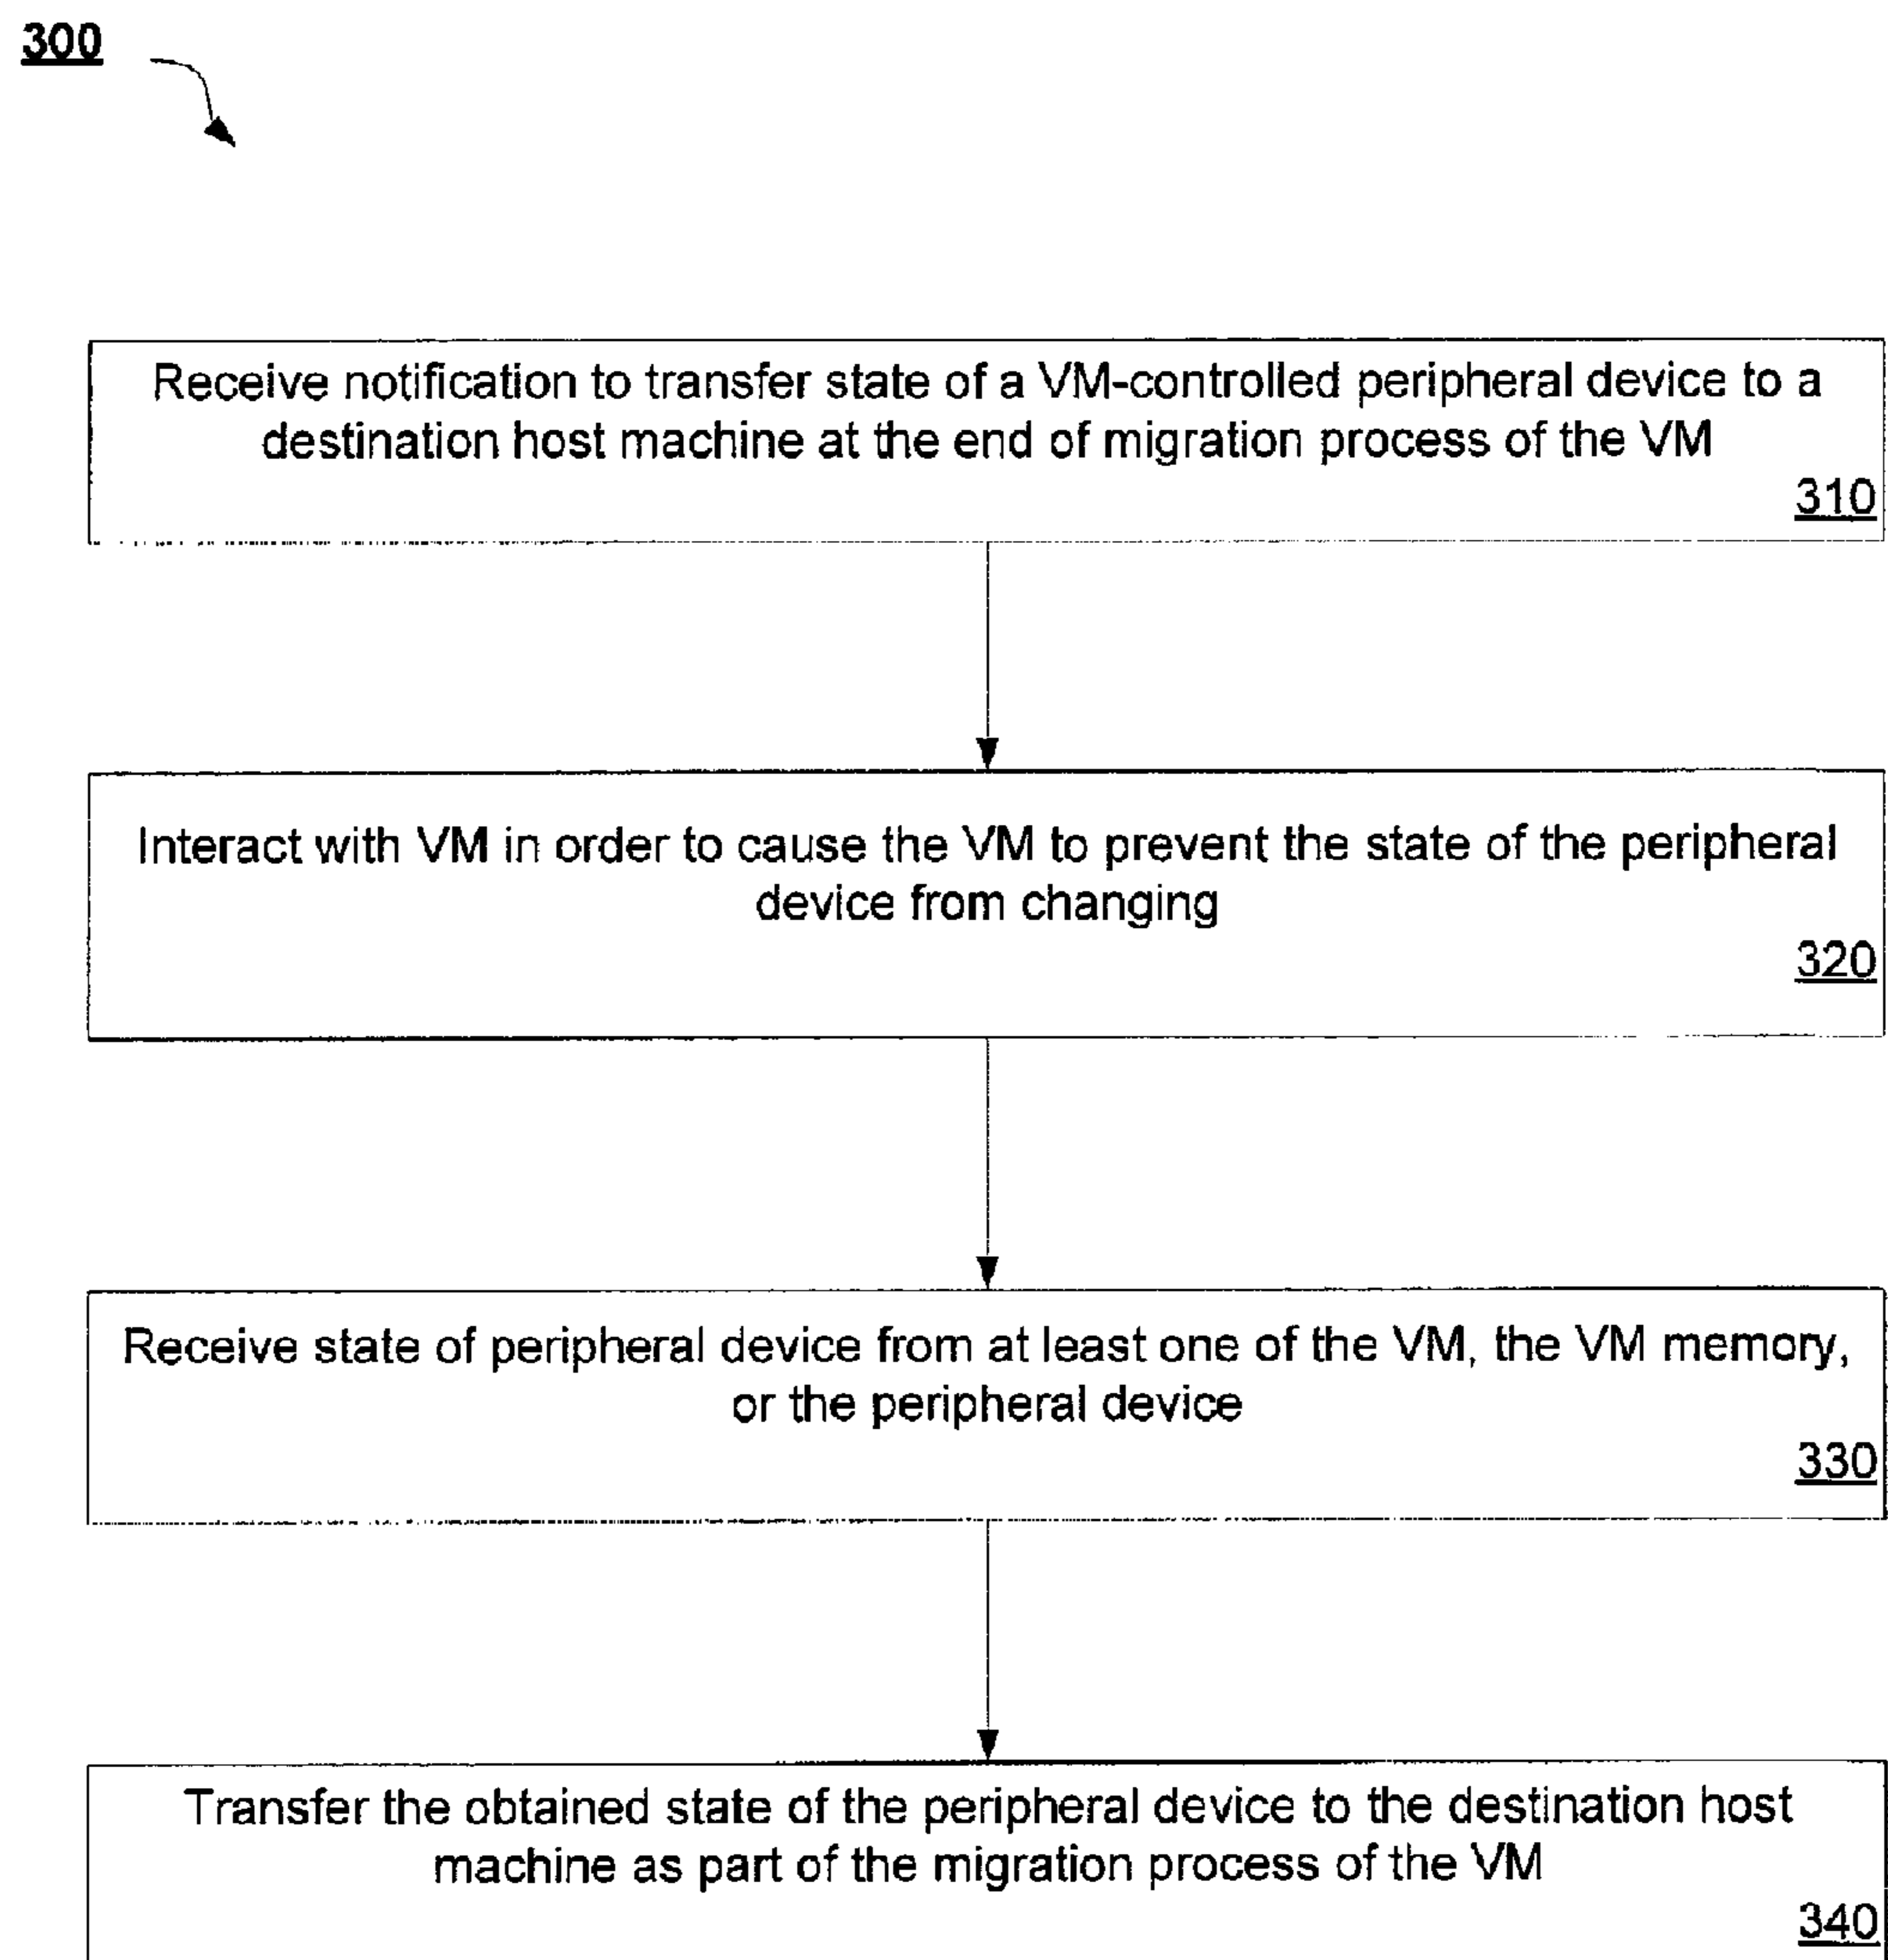 300
Receive notification to transfer state of a VM-controlled peripheral device to a
destination host machine at the end of migration process of the VM
310
Interact with VM in order to cause the VM to prevent the state of the peripheral
device from changing
320
Receive state of peripheral device from at least one of the VM, the VM memory,
or the peripheral device
330
Transfer the obtained state of the peripheral device to the destination host
machine as part of the migration process of the VM
340